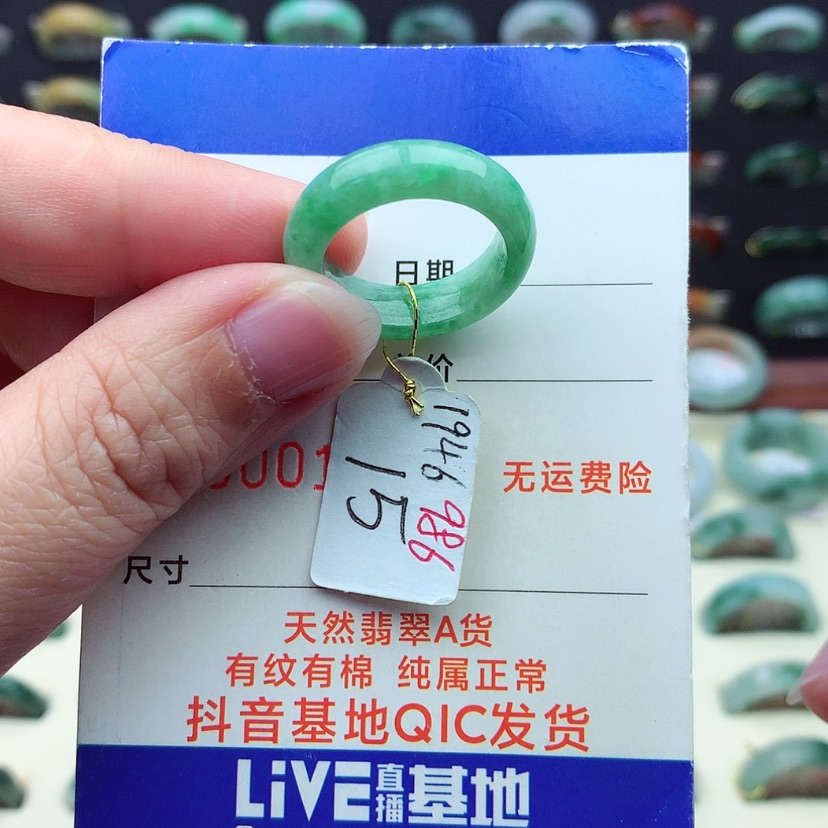 日期
价
0001
无运费险
1946 986
15
尺寸
天然翡翠A货
有纹有棉 纯属正常
抖音基地QIC发货
LiVE直播基地